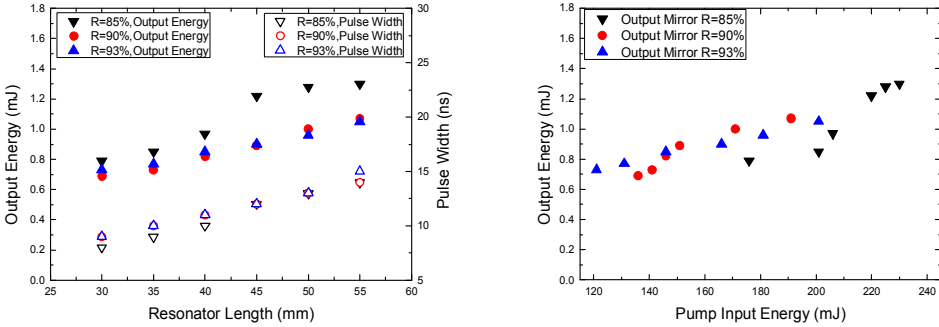 R=85%,Output Energy
R=90%,Output Energy
R=93%,Output Energy
R=85%,Pulse Width
R=90%,Pulse Width
R=93%,Pulse Width
1.8
1.6
1.4
1.2
1.0
0.8
0.6
0.4
0.2
0.0
Output Energy (mJ)
30
25
20
15
10
5
Pulse Width (ns)
25 30 35 40 45 50 55 60
Resonator Length (mm)
Output Mirror R=85%
Output Mirror R=90%
Output Mirror R=93%
1.8
1.6
1.4
1.2
1.0
0.8
0.6
0.4
0.2
0.0
Output Energy (mJ)
120 140 160 180 200 220 240
Pump Input Energy (mJ)